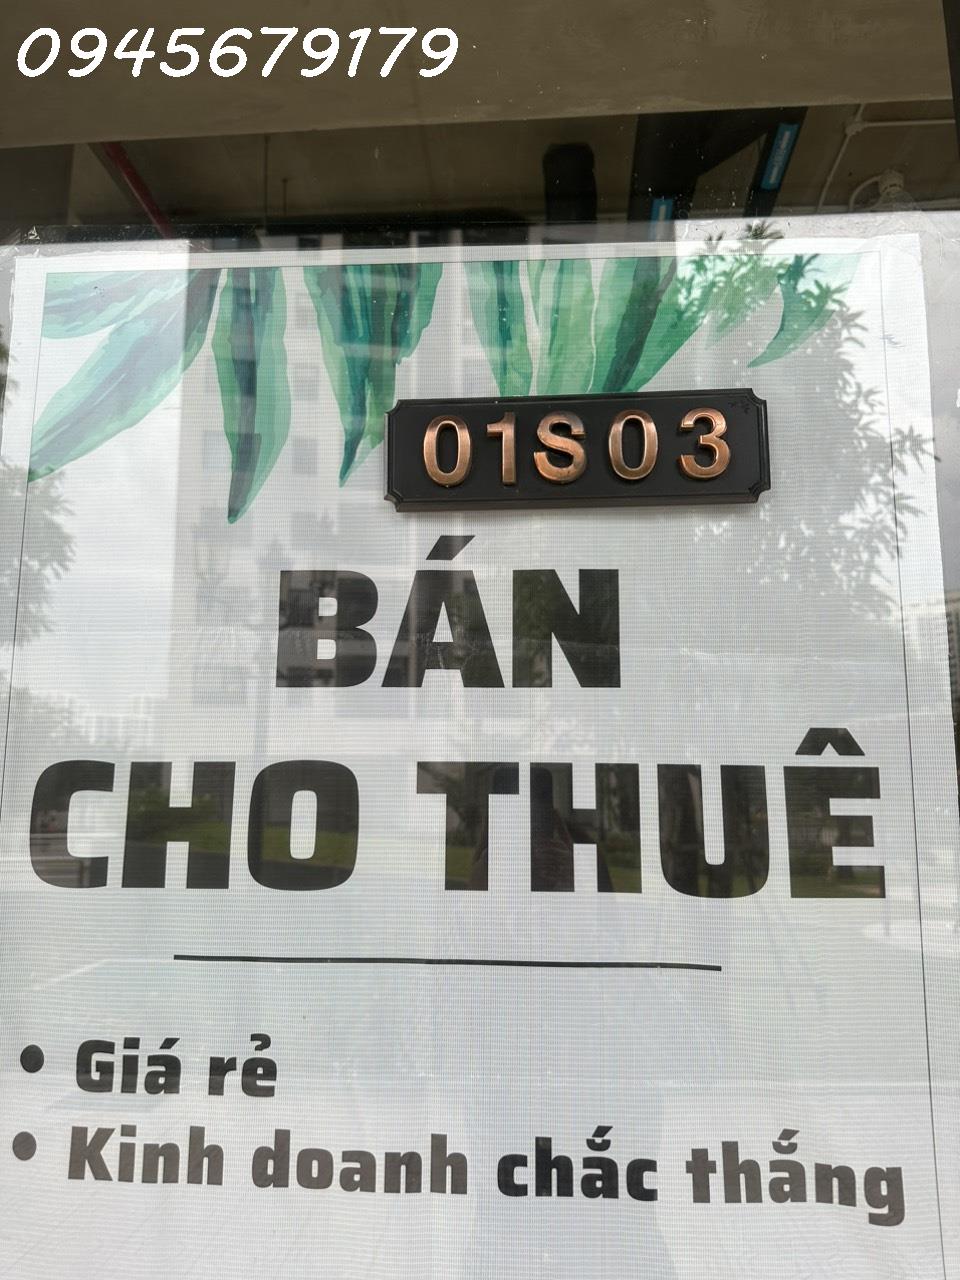 0945679179
01S03
BÁN
CHO THUÊ
• Giá rẻ
• Kinh doanh chắc thắng